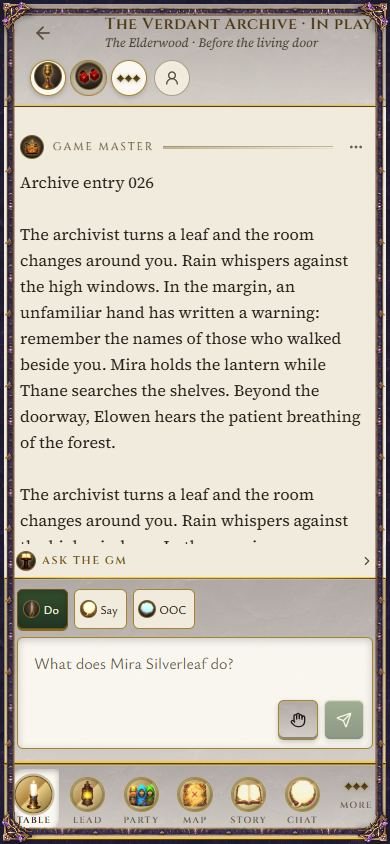 The Verdant Archive · In play
The Elderwood · Before the living door
GAME MASTER
Archive entry 026
The archivist turns a leaf and the room
changes around you. Rain whispers against
the high windows. In the margin, an
unfamiliar hand has written a warning:
remember the names of those who walked
beside you. Mira holds the lantern while
Thane searches the shelves. Beyond the
doorway, Elowen hears the patient breathing
of the forest.
The archivist turns a leaf and the room
changes around you. Rain whispers against
ASK THE GM
Do Say OOC
What does Mira Silverleaf do?
TABLE LEAD PARTY MAP STORY CHAT MORE